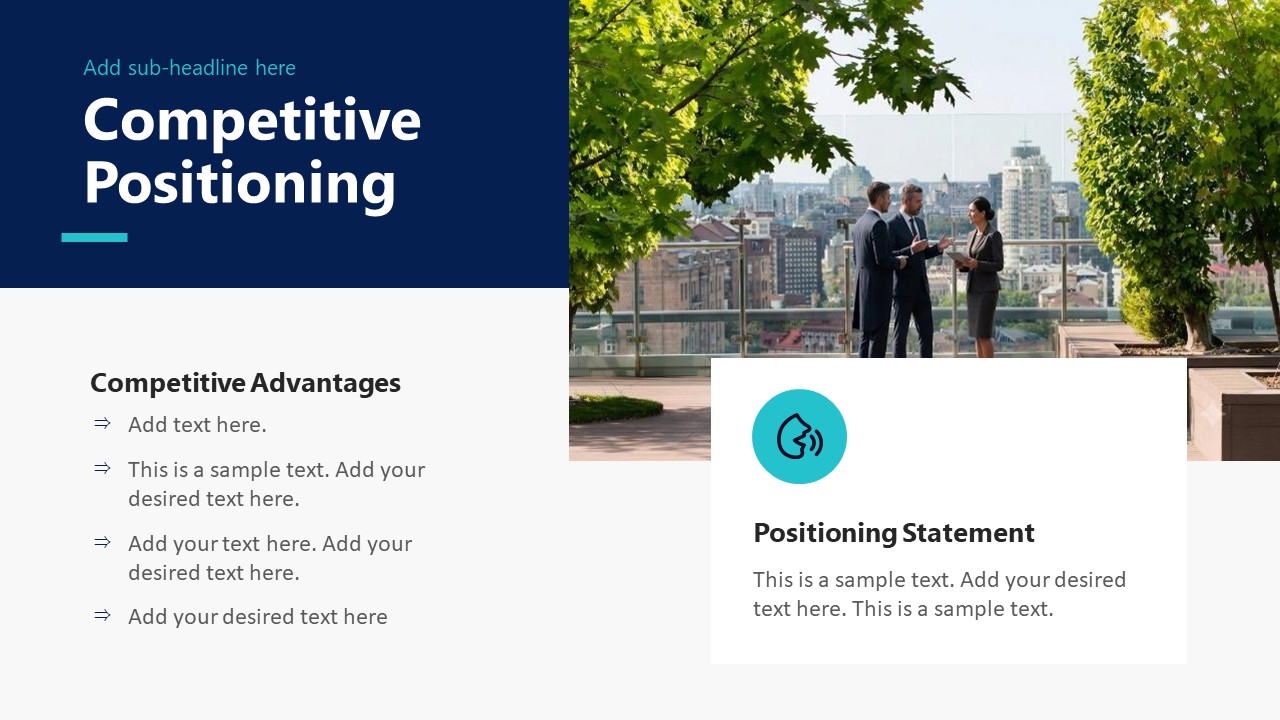 Add sub-headline here
Competitive
Positioning
Competitive Advantages
⇒ Add text here.
⇒ This is a sample text. Add your
desired text here.
⇒ Add your text here. Add your
desired text here.
⇒ Add your desired text here
Positioning Statement
This is a sample text. Add your desired
text here. This is a sample text.